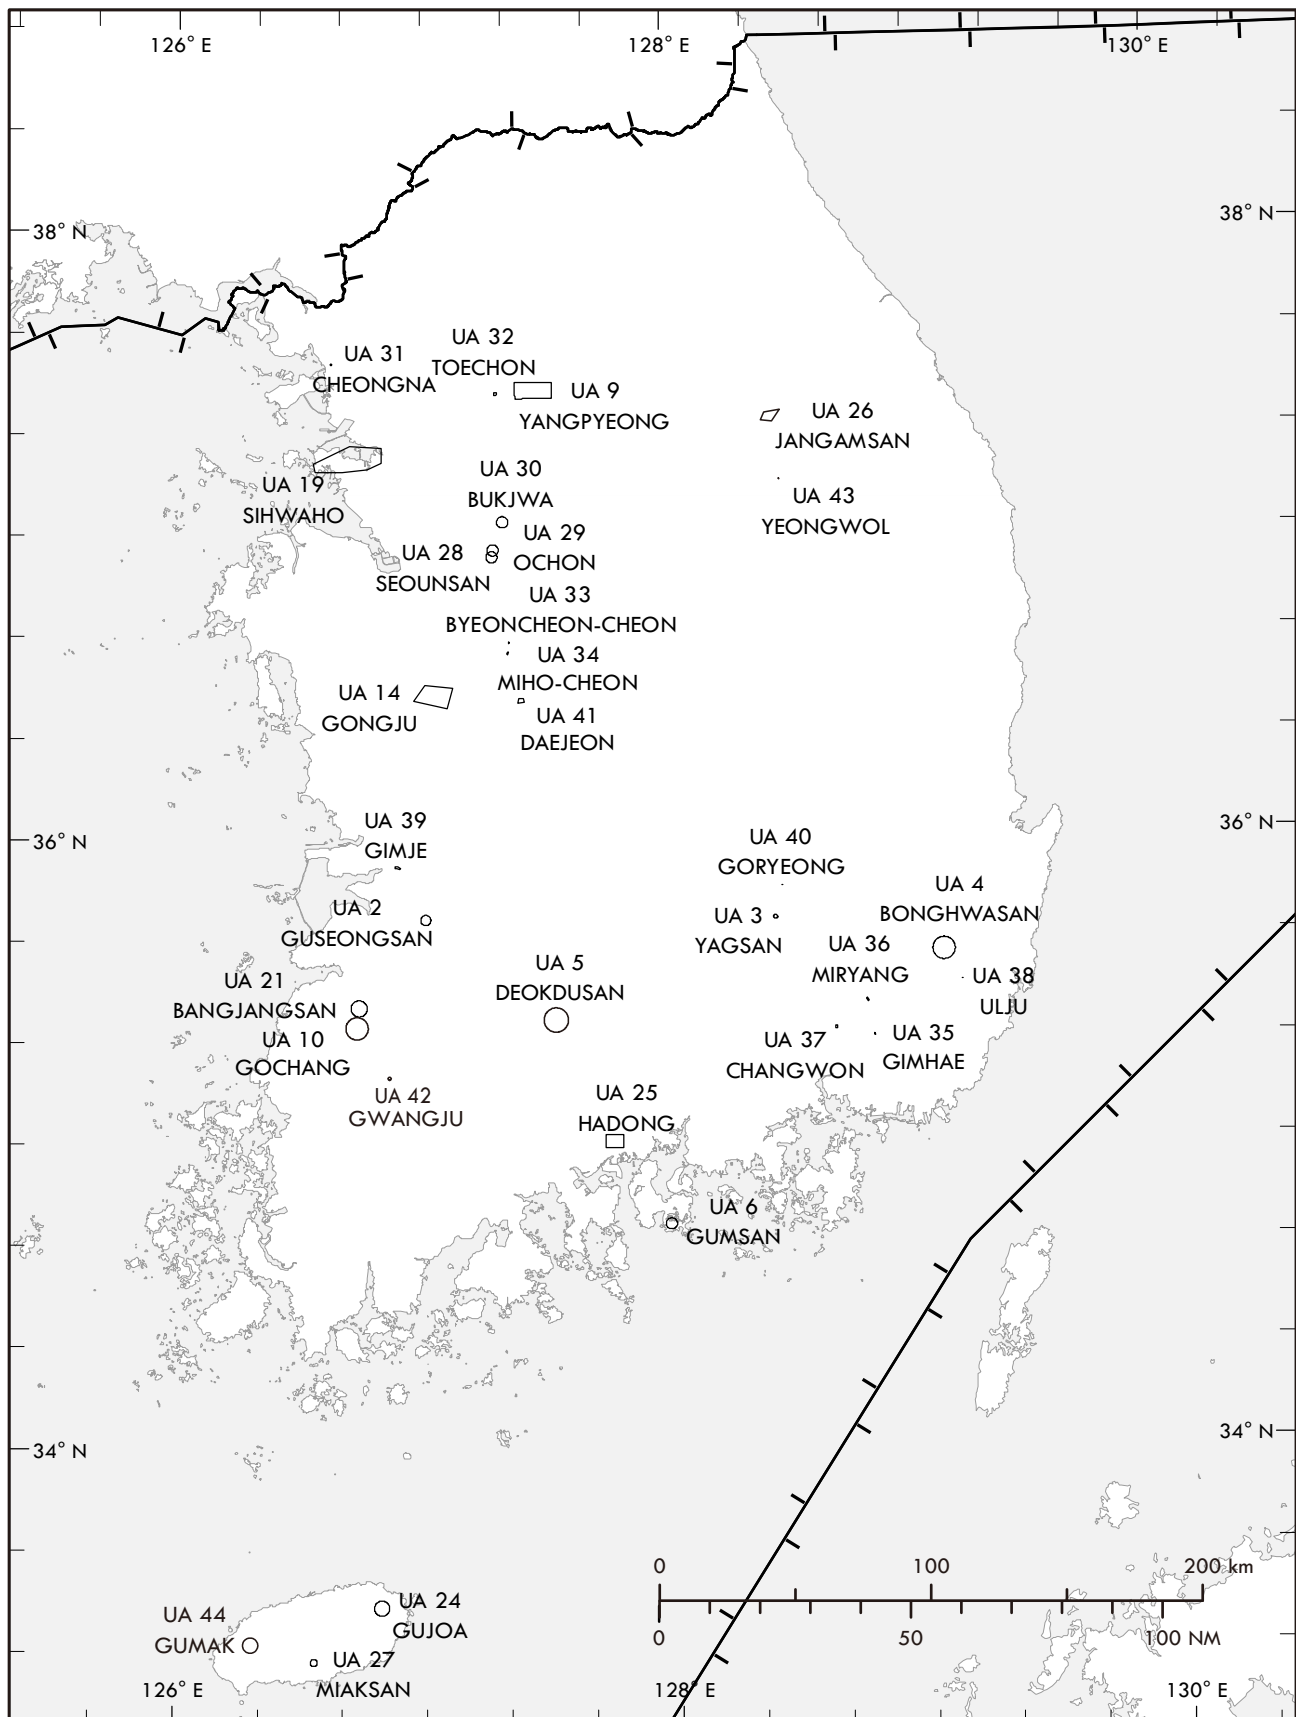 126° E
128° E
130° E
38° N
38° N
UA 32
TOECHON
UA 31
CHEONGNA
UA 9
YANGPYEONG
UA 26
JANGAMSAN
UA 19
SIHWAHO
UA 30
BUKJWA
UA 43
YEONGWOL
UA 29
OCHON
UA 28
SEOUNSAN
UA 33
BYEONCHEON-CHEON
UA 34
MIHO-CHEON
UA 14
GONGJU
UA 41
DAEJEON
UA 39
GIMJE
36° N
36° N
UA 40
GORYEONG
UA 4
BONGHWASAN
UA 2
GUSEONGSAN
UA 3
YAGSAN
UA 36
MIRYANG
UA 5
DEOKDUSAN
UA 38
ULJU
UA 21
BANGJANGSAN
UA 10
GOCHANG
UA 37
CHANGWON
UA 35
GIMHAE
UA 42
GWANGJU
UA 25
HADONG
UA 6
GUMSAN
34° N
34° N
0 100 200 km
0 50 100 NM
UA 24
GUJOA
UA 44
GUMAK
UA 27
MIAKSAN
126° E
128° E
130° E